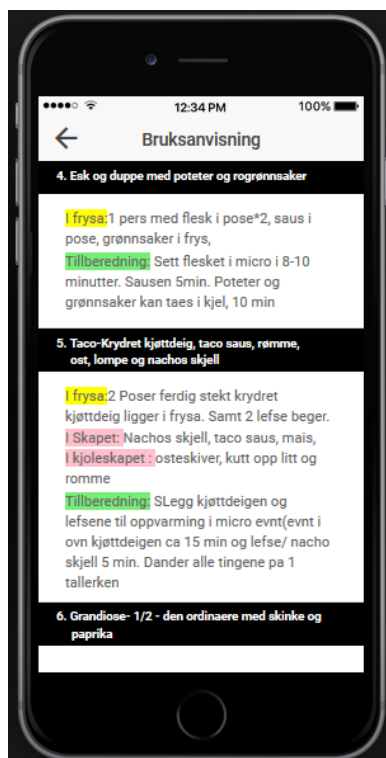 12:34 PM
100%
Bruksanvisning
4. Esk og duppe med poteter og rogrønnsaker
I frysa:1 pers med flesk i pose*2, saus i
pose, grønnsaker i frys,
Tillberedning: Sett flesket i micro i 8-10
minutter. Sausen 5min. Poteter og
grønnsaker kan taes i kjel, 10 min
5. Taco-Krydret kjøttdeig, taco saus, rømme,
ost, lompe og nachos skjell
I frysa:2 Poser ferdig stekt krydret
kjøttdeig ligger i frysa. Samt 2 lefse beger.
I Skapet: Nachos skjell, taco saus, mais,
I kjoleskapet : osteskiver, kutt opp litt og
romme
Tillberedning: SLegg kjøttdeigen og
lefsene til oppvarming i micro evnt(evnt i
ovn kjøttdeigen ca 15 min og lefse/ nacho
skjell 5 min. Dander alle tingene pa 1
tallerken
6. Grandiose- 1/2 - den ordinaere med skinke og
paprika